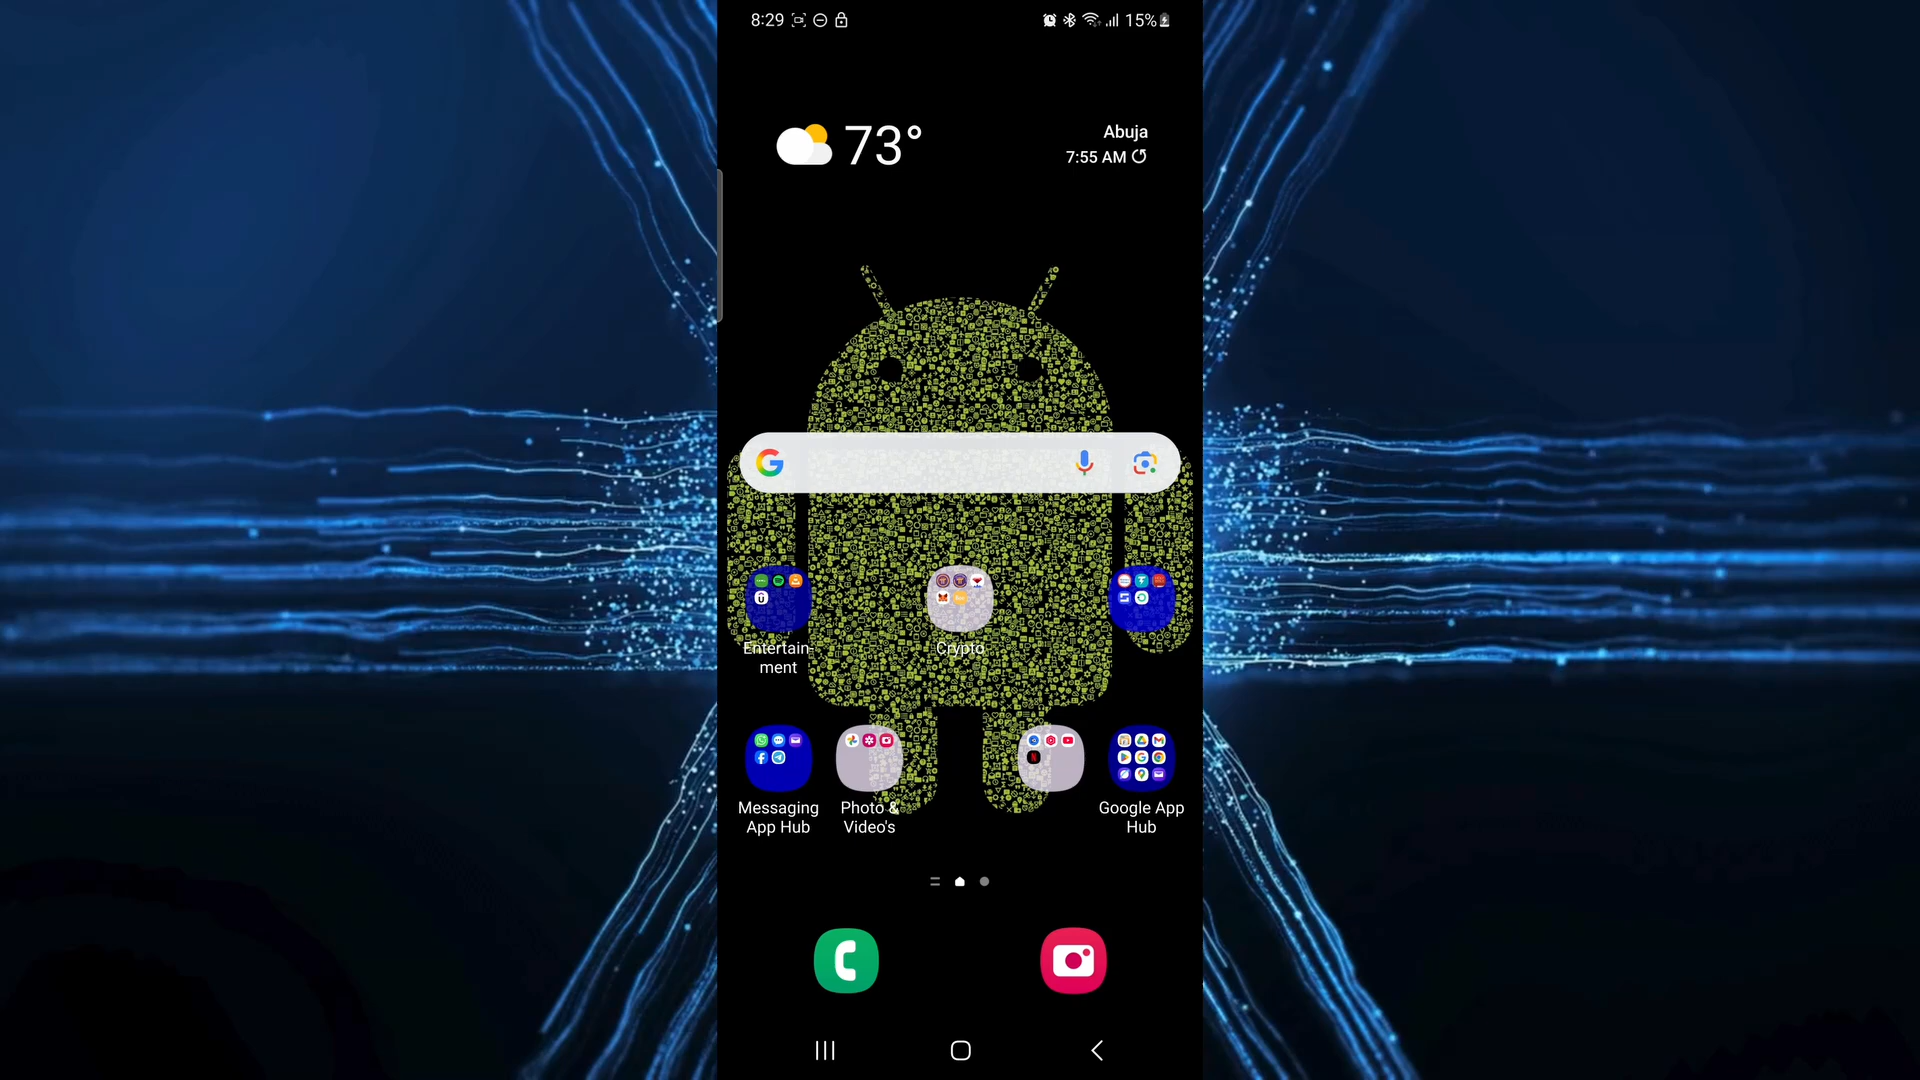 8:29
15%
73°
Abuja
7:55 AM
Entertain-
ment
Crypto
Messaging
App Hub
Photo &
Video's
Google App
Hub